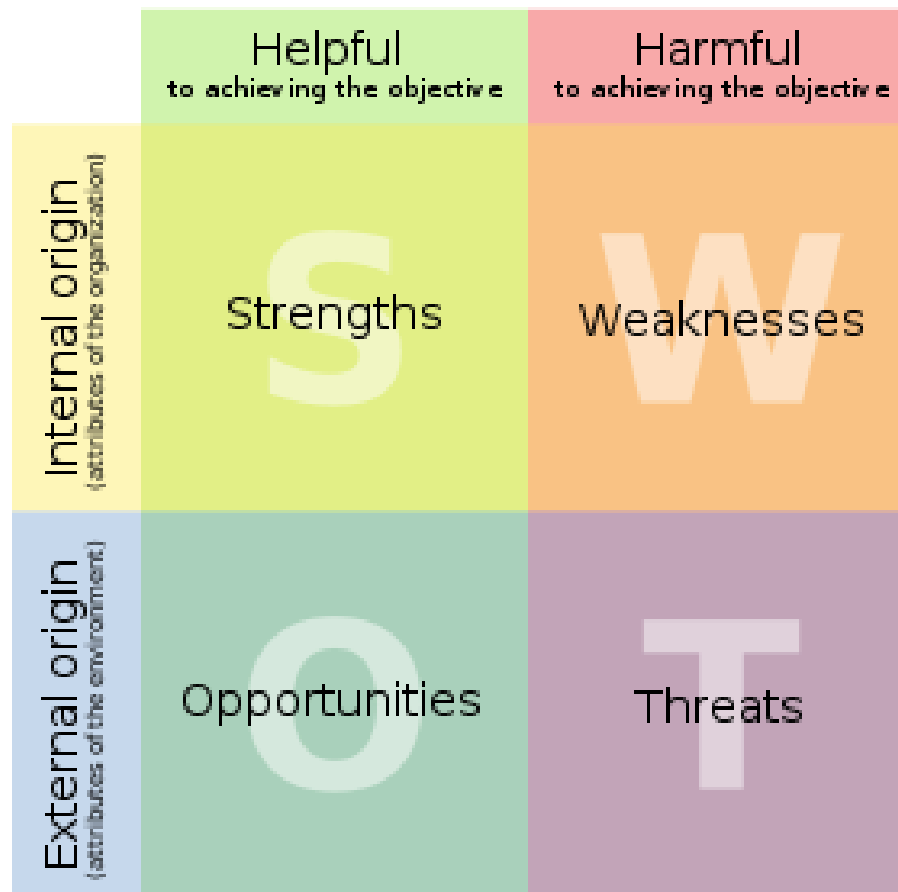 Helpful
to achieving the objective
Harmful
to achieving the objective
Internal origin
(attributes of the organization)
S
Strengths
W
Weaknesses
External origin
(attributes of the environment)
O
Opportunities
T
Threats